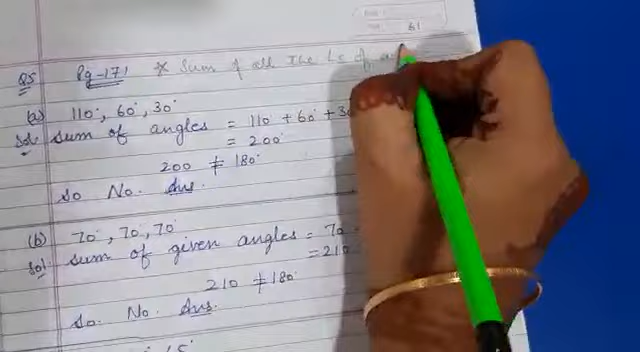 61
Q5 Pg-171 * Sum of all The Ls of a
(a) 110°, 60°, 30°
Sol: Sum of angles = 110 + 60° + 30
= 200°
200 ≠ 180°
So No. Ans.
(b) 70°, 70°, 70°
Sol: Sum of given angles = 70
= 210
210 ≠ 180°
So. No. Ans.